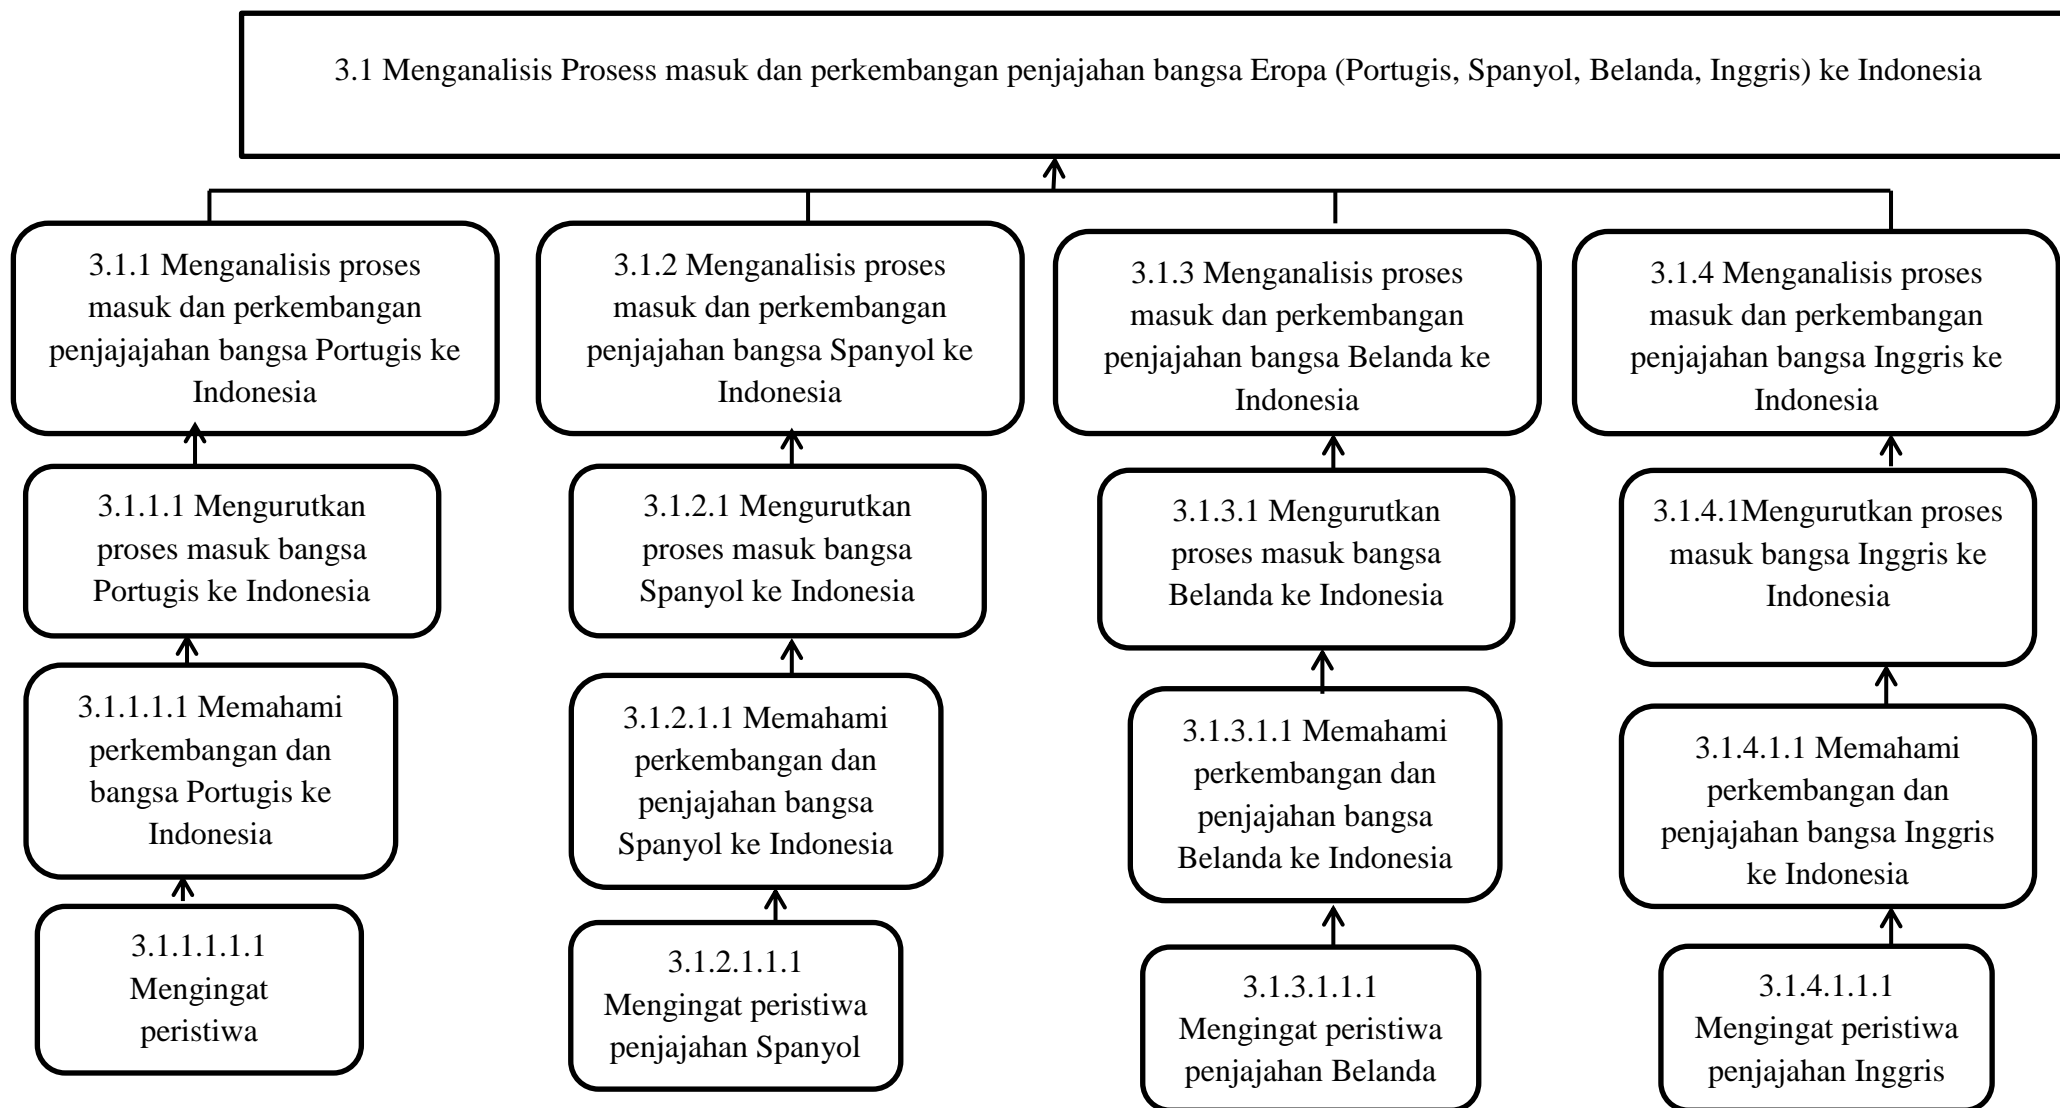 3.1 Menganalisis Prosess masuk dan perkembangan penjajahan bangsa Eropa (Portugis, Spanyol, Belanda, Inggris) ke Indonesia
3.1.1 Menganalisis proses
masuk dan perkembangan
penjajajahan bangsa Portugis ke
Indonesia
3.1.2 Menganalisis proses
masuk dan perkembangan
penjajahan bangsa Spanyol ke
Indonesia
3.1.3 Menganalisis proses
masuk dan perkembangan
penjajahan bangsa Belanda ke
Indonesia
3.1.4 Menganalisis proses
masuk dan perkembangan
penjajahan bangsa Inggris ke
Indonesia
3.1.1.1 Mengurutkan
proses masuk bangsa
Portugis ke Indonesia
3.1.2.1 Mengurutkan
proses masuk bangsa
Spanyol ke Indonesia
3.1.3.1 Mengurutkan
proses masuk bangsa
Belanda ke Indonesia
3.1.4.1Mengurutkan proses
masuk bangsa Inggris ke
Indonesia
3.1.1.1.1 Memahami
perkembangan dan
bangsa Portugis ke
Indonesia
3.1.2.1.1 Memahami
perkembangan dan
penjajahan bangsa
Spanyol ke Indonesia
3.1.3.1.1 Memahami
perkembangan dan
penjajahan bangsa
Belanda ke Indonesia
3.1.4.1.1 Memahami
perkembangan dan
penjajahan bangsa Inggris
ke Indonesia
3.1.1.1.1.1
Mengingat
peristiwa
3.1.2.1.1.1
Mengingat peristiwa
penjajahan Spanyol
3.1.3.1.1.1
Mengingat peristiwa
penjajahan Belanda
3.1.4.1.1.1
Mengingat peristiwa
penjajahan Inggris